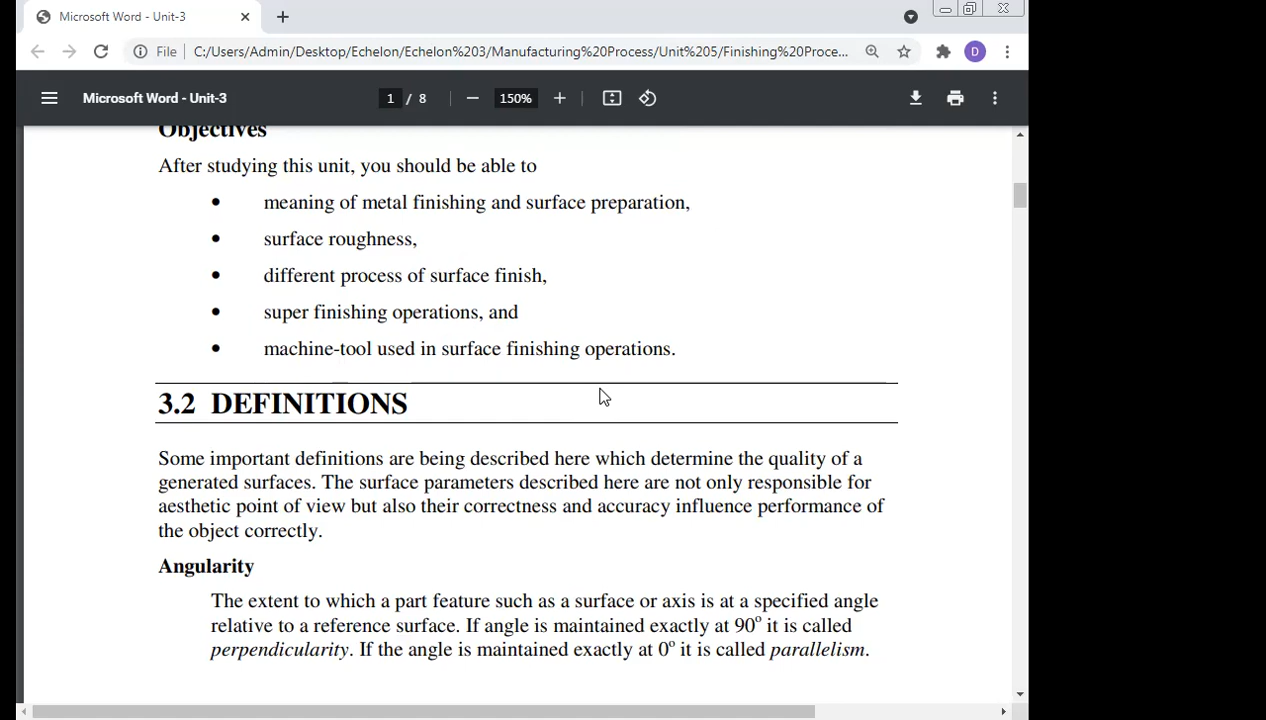 Microsoft Word - Unit-3
File C:/Users/Admin/Desktop/Echelon/Echelon%203/Manufacturing%20Process/Unit%205/Finishing%20Proce... D
Microsoft Word - Unit-3 1 / 8 150%
Objectives
After studying this unit, you should be able to
• meaning of metal finishing and surface preparation,
• surface roughness,
• different process of surface finish,
• super finishing operations, and
• machine-tool used in surface finishing operations.
3.2 DEFINITIONS
Some important definitions are being described here which determine the quality of a
generated surfaces. The surface parameters described here are not only responsible for
aesthetic point of view but also their correctness and accuracy influence performance of
the object correctly.
Angularity
The extent to which a part feature such as a surface or axis is at a specified angle
relative to a reference surface. If angle is maintained exactly at 90º it is called
perpendicularity. If the angle is maintained exactly at 0º it is called parallelism.